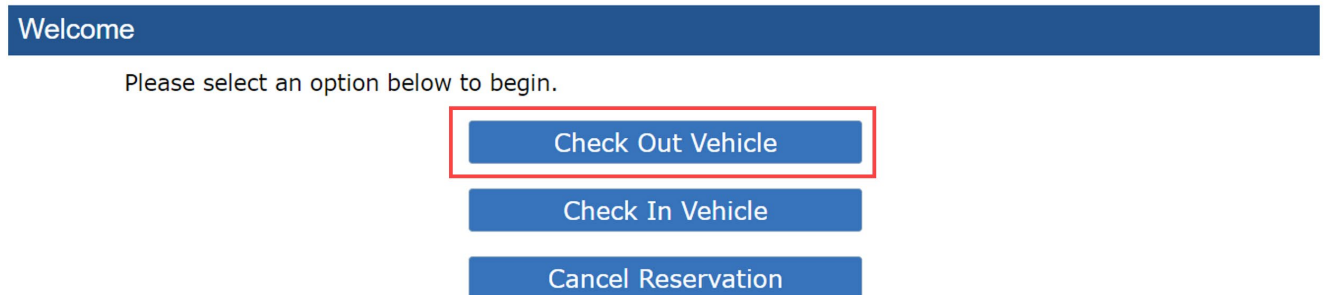 Welcome
Please select an option below to begin.
Check Out Vehicle
Check In Vehicle
Cancel Reservation